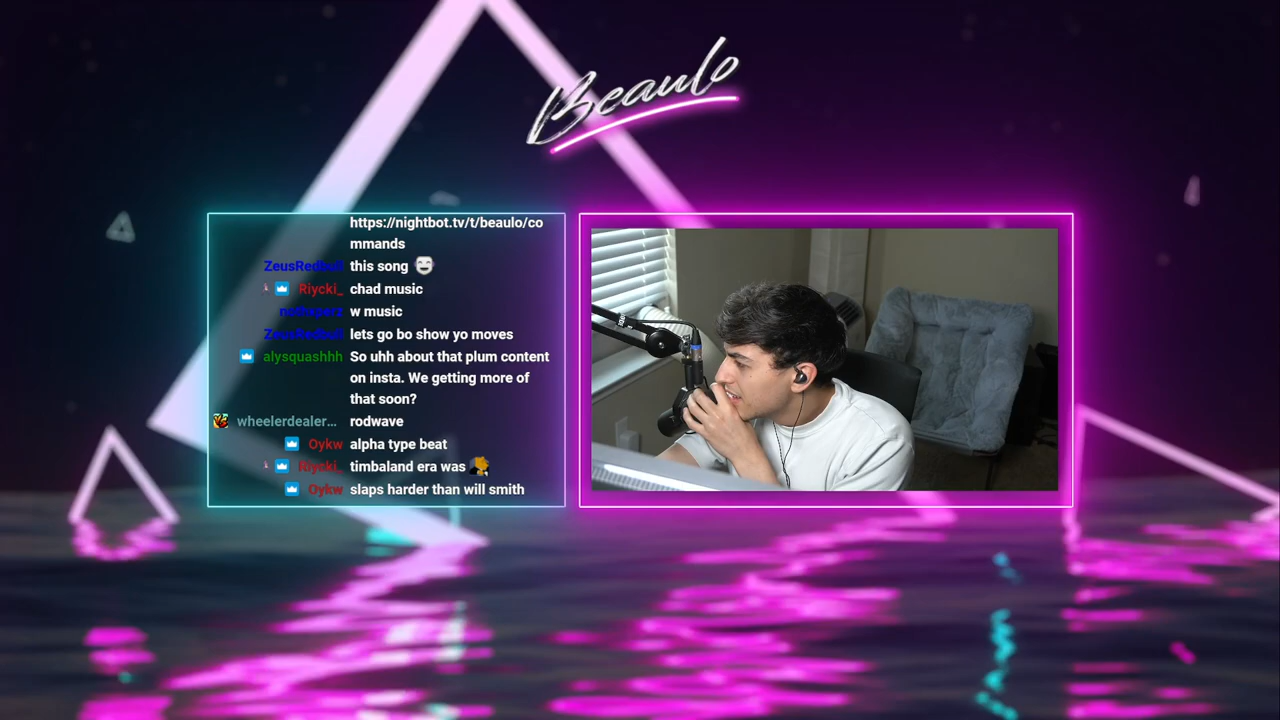 Beaulo
https://nightbot.tv/t/beaulo/co
mmands
ZeusRedbull this song
Riycki_ chad music
w music
ZeusRedbull lets go bo show yo moves
alysquashhh So uhh about that plum content
on insta. We getting more of
that soon?
wheelerdealer... rodwave
Oykw alpha type beat
Riycki_ timbaland era was
Oykw slaps harder than will smith